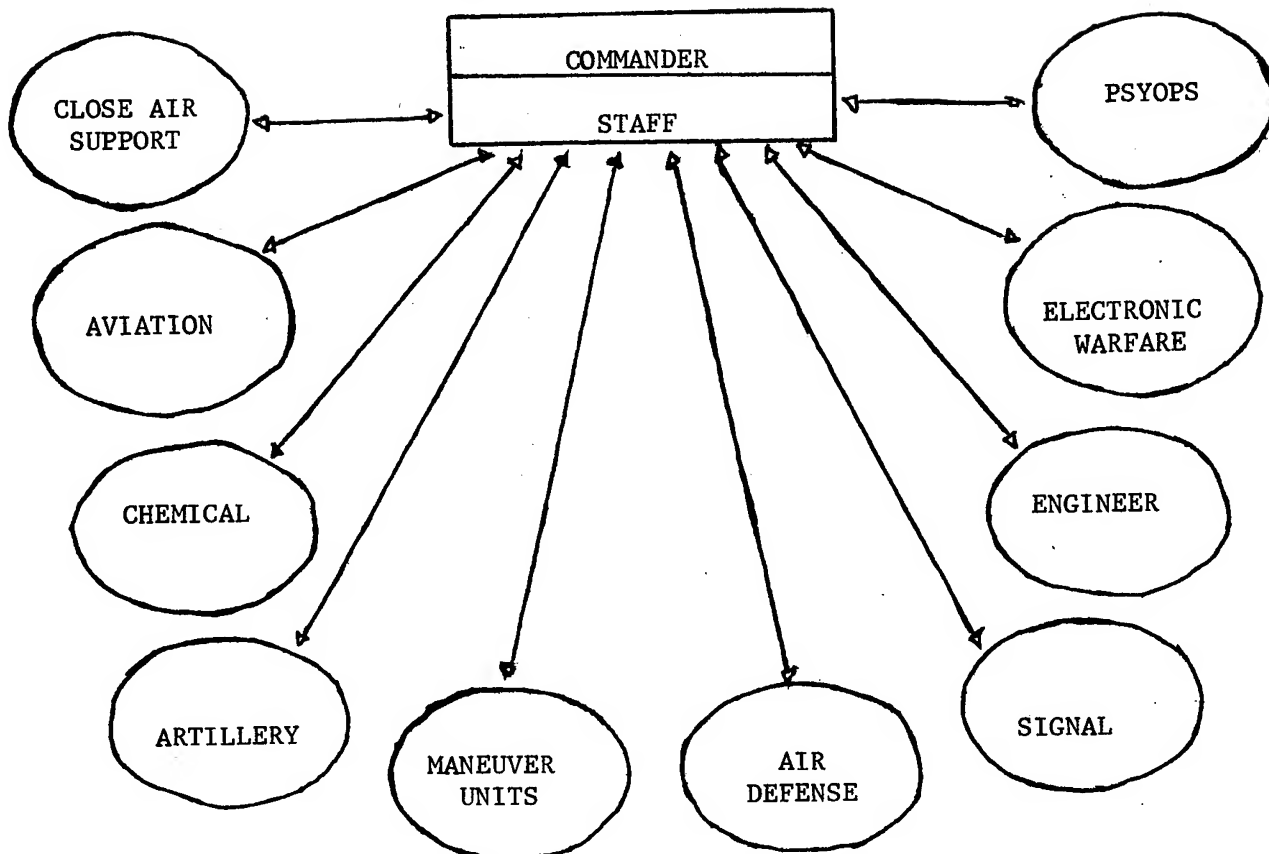 COMMANDER
STAFF
CLOSE AIR
SUPPORT
PSYOPS
AVIATION
ELECTRONIC
WARFARE
CHEMICAL
ENGINEER
ARTILLERY
MANEUVER
UNITS
AIR
DEFENSE
SIGNAL